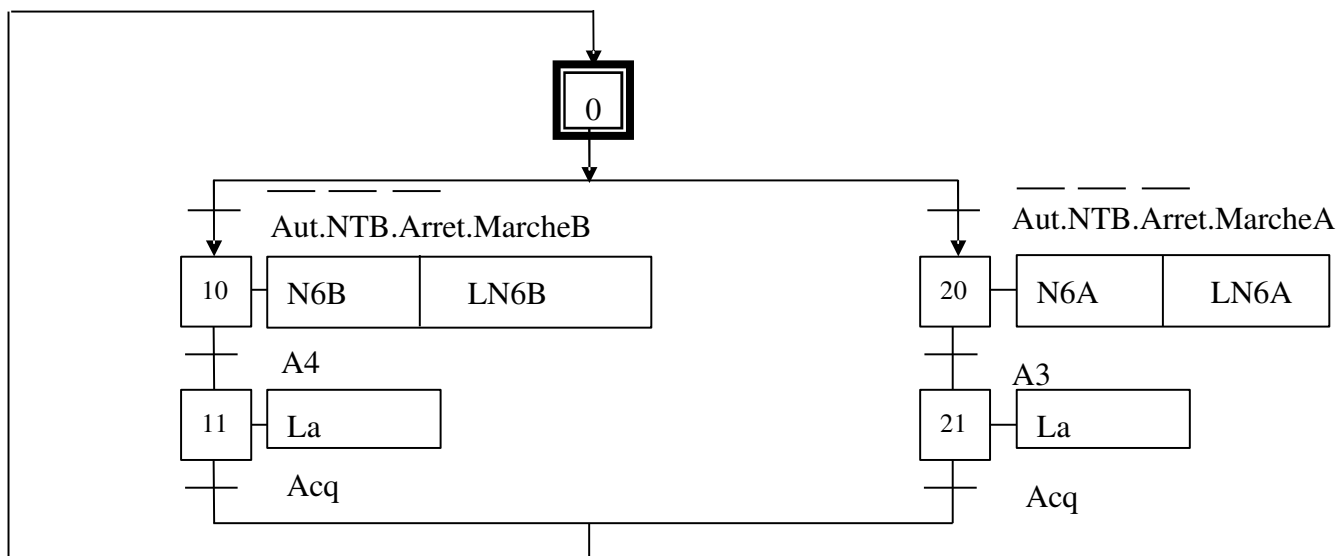 0
Aut.NTB.Arret.MarcheB
Aut.NTB.Arret.MarcheA
10 N6B LN6B
20 N6A LN6A
A4
A3
11 La
21 La
Acq
Acq